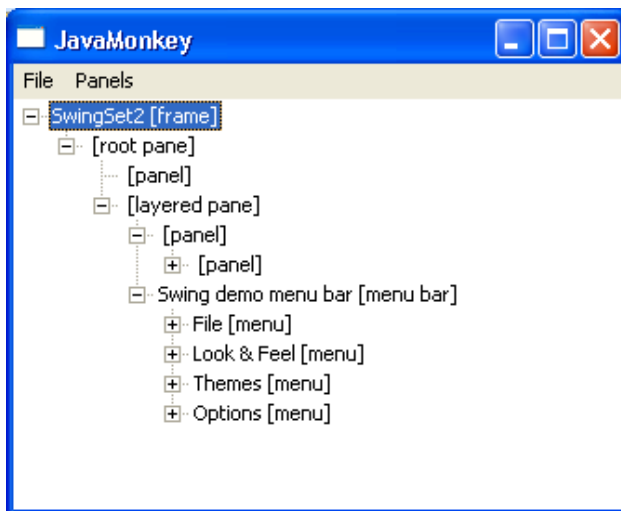 JavaMonkey
File Panels
SwingSet2 [frame]
[root pane]
[panel]
[layered pane]
[panel]
[panel]
Swing demo menu bar [menu bar]
File [menu]
Look & Feel [menu]
Themes [menu]
Options [menu]